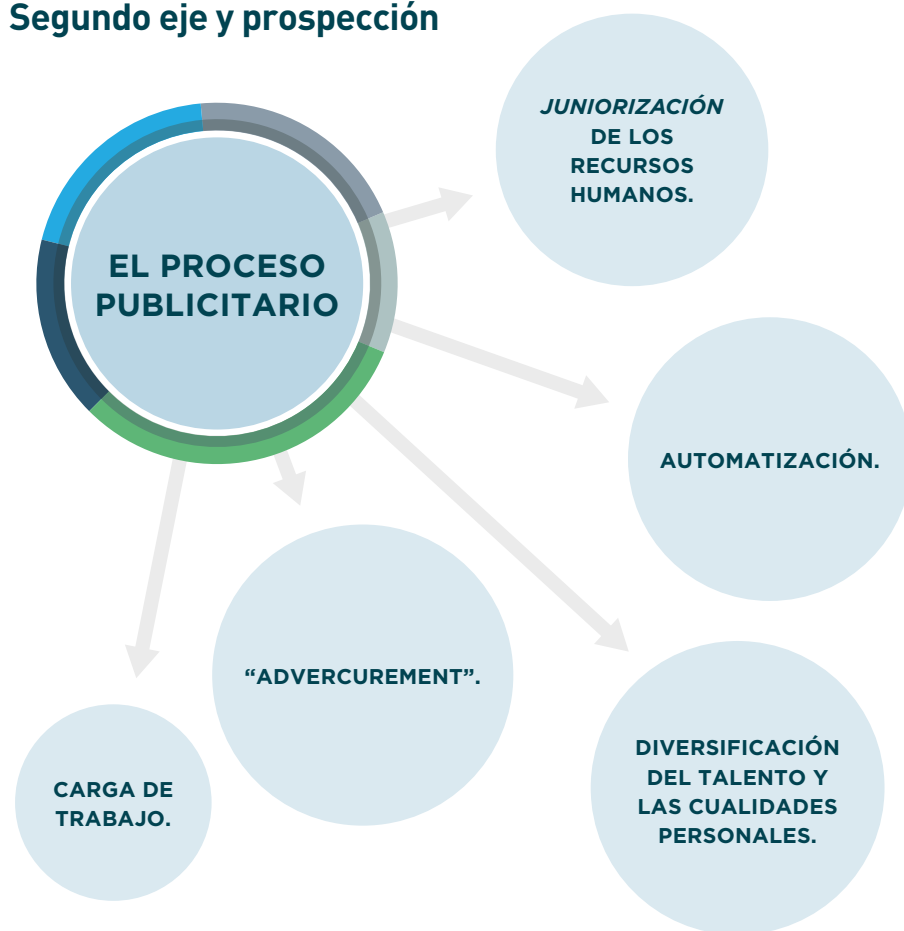 Segundo eje y prospección
JUNIORIZACIÓN
DE LOS
RECURSOS
HUMANOS.
EL PROCESO
PUBLICITARIO
AUTOMATIZACIÓN.
“ADVERCUREMENT”.
DIVERSIFICACIÓN
DEL TALENTO Y
LAS CUALIDADES
PERSONALES.
CARGA DE
TRABAJO.